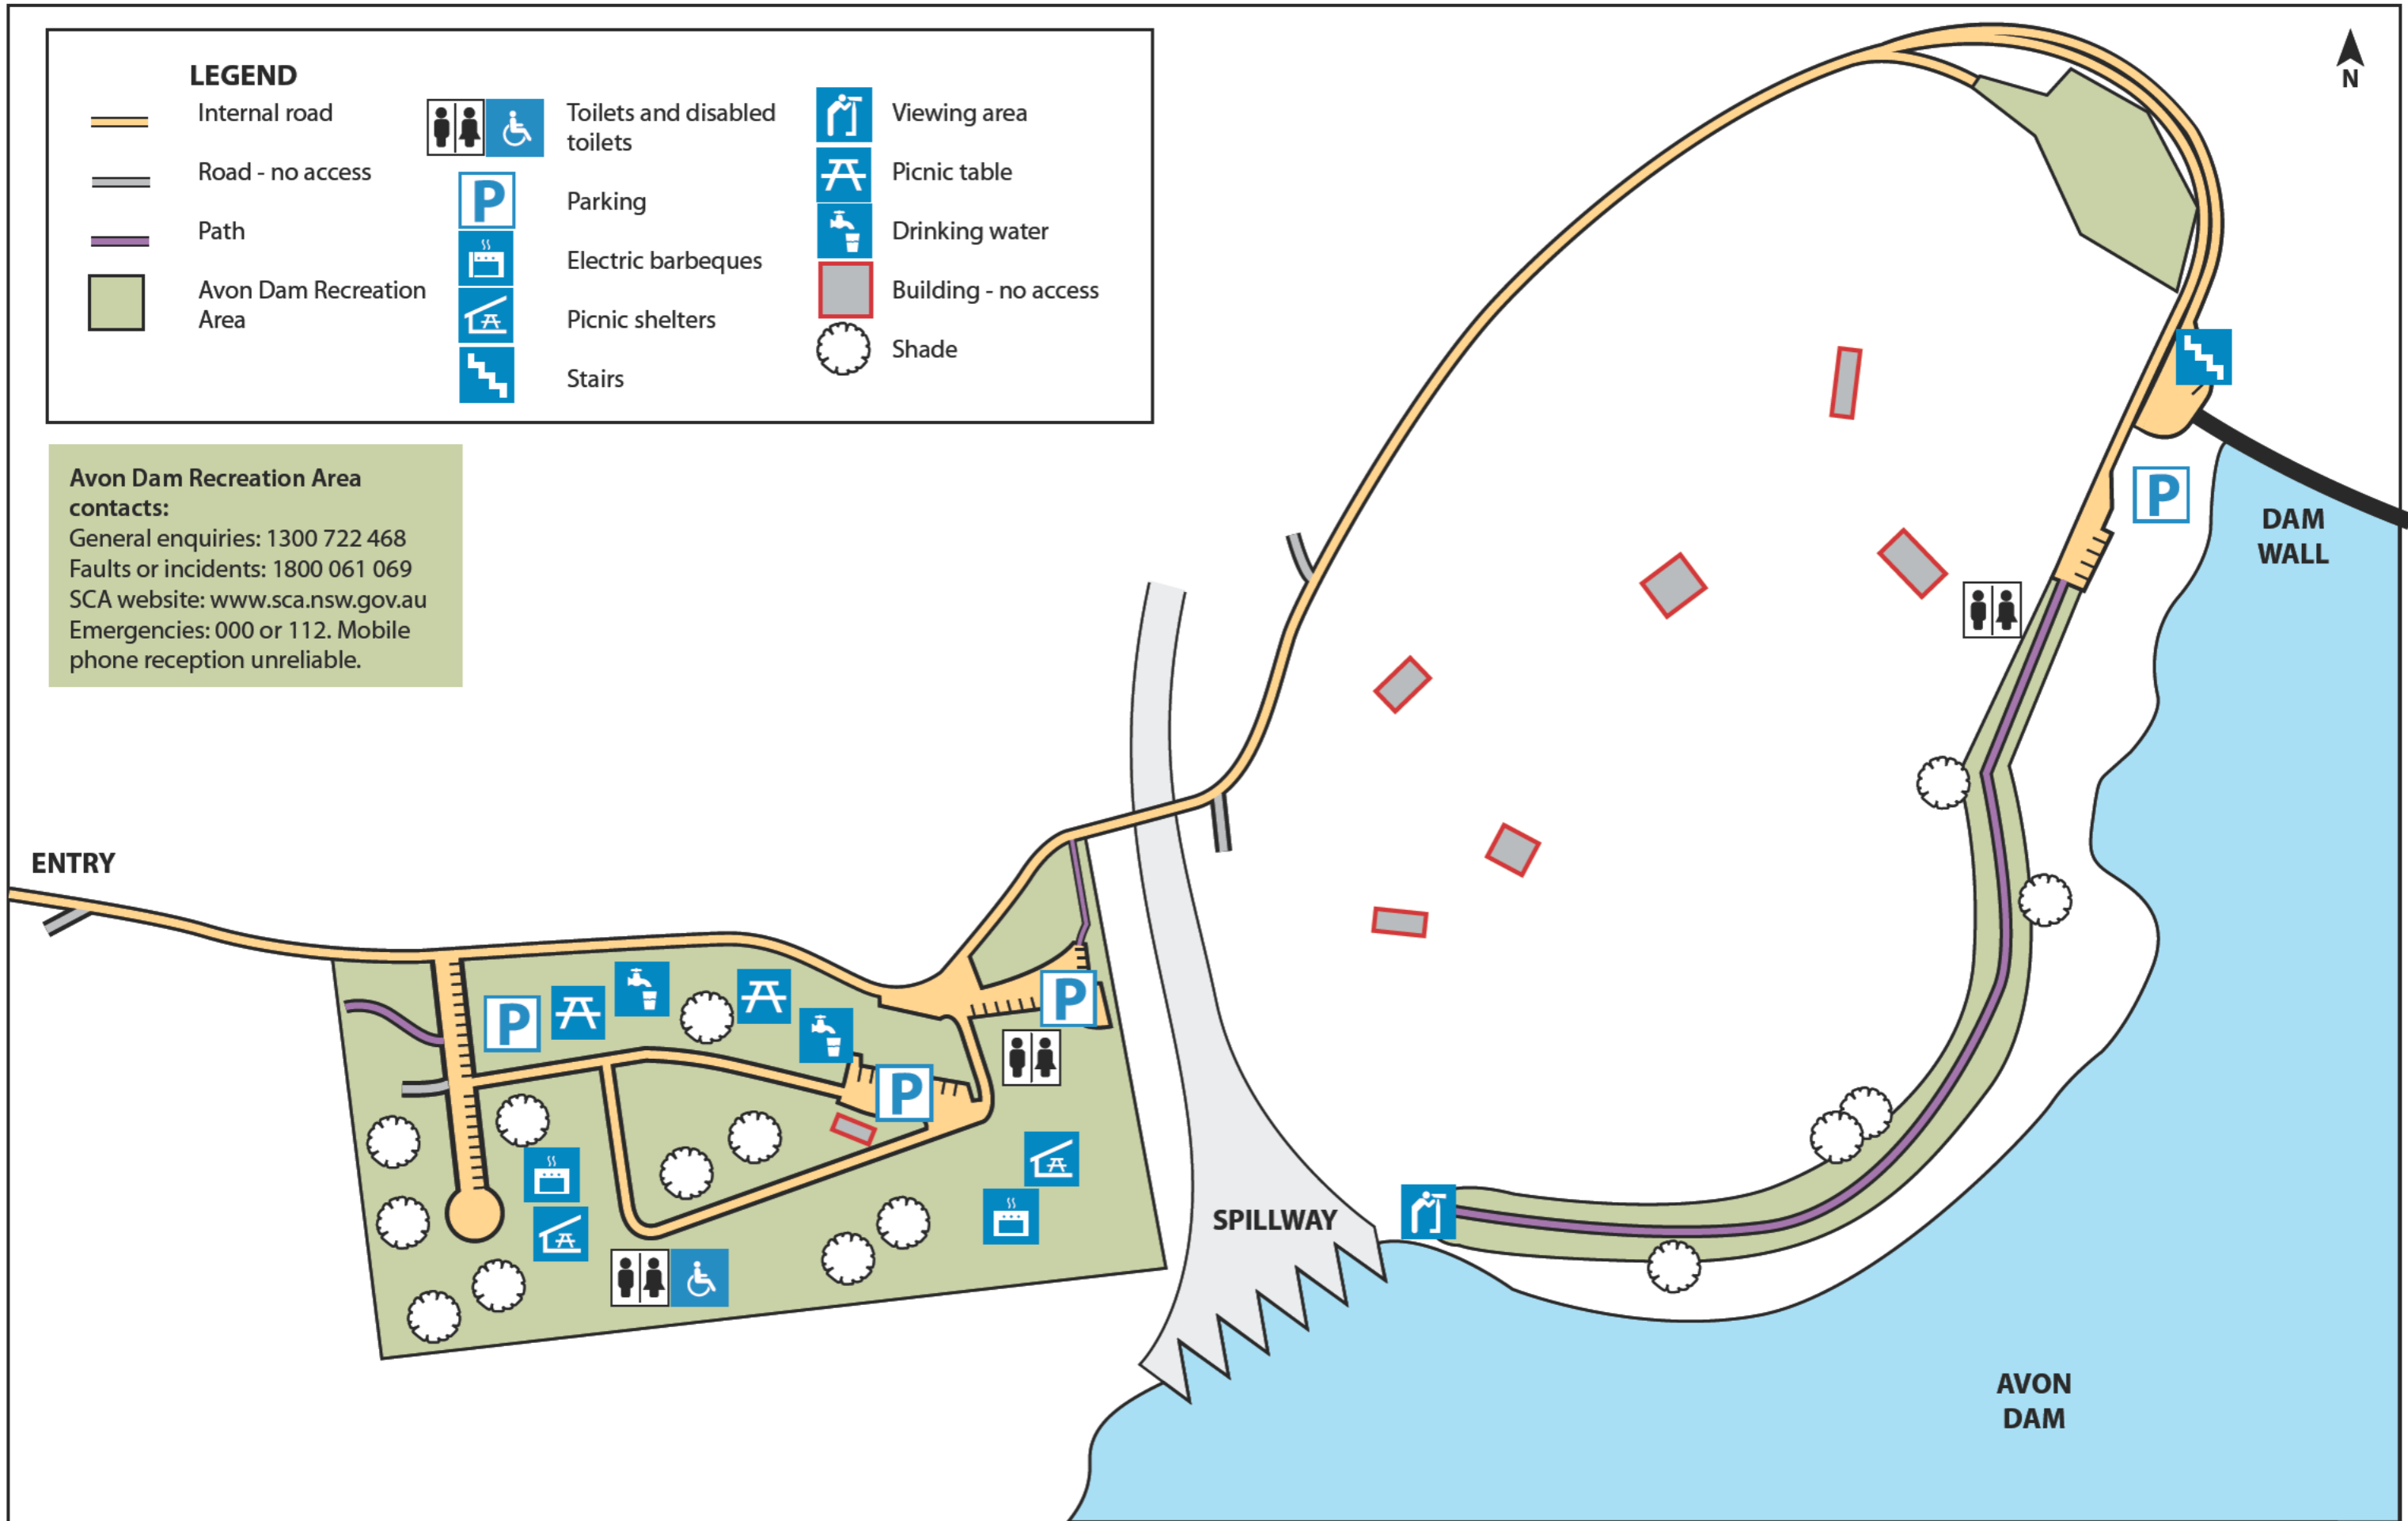 LEGEND
Internal road
Road - no access
Path
Avon Dam Recreation
Area
Toilets and disabled
toilets
P
Parking
Electric barbeques
Picnic shelters
Stairs
Viewing area
Picnic table
Drinking water
Building - no access
Shade
N
Avon Dam Recreation Area
contacts:
General enquiries: 1300 722 468
Faults or incidents: 1800 061 069
SCA website: www.sca.nsw.gov.au
Emergencies: 000 or 112. Mobile
phone reception unreliable.
P
DAM
WALL
ENTRY
P
P
P
SPILLWAY
AVON
DAM